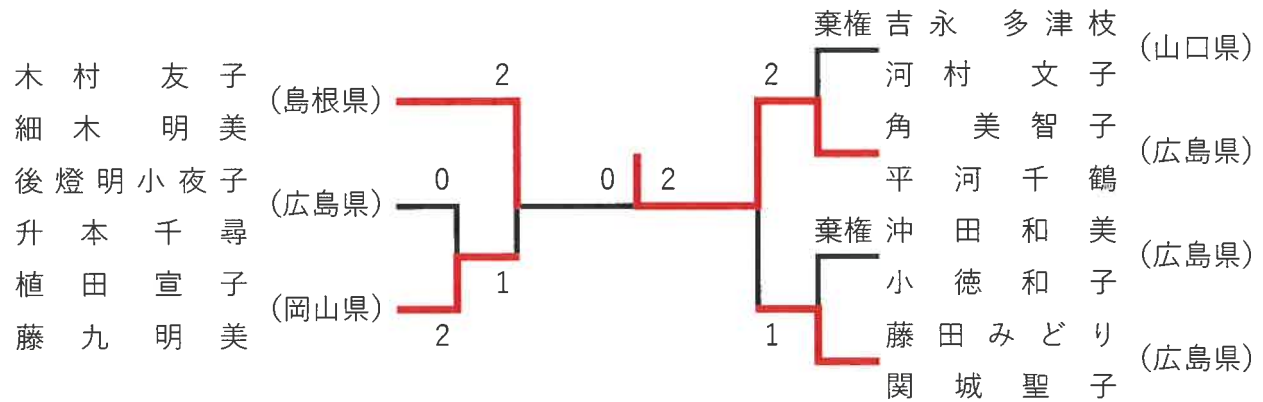 木村 友子
細木 明美
(島根県)
2
後燈明小夜子
升本千尋
(広島県)
0
植田宣子
藤九明美
(岡山県)
2
1
0
2
棄権 吉永 多津枝
河村 文子
(山口県)
2
角 美智子
平河千鶴
(広島県)
棄権 沖田和美
小徳和子
(広島県)
1
藤田みどり
関城聖子
(広島県)